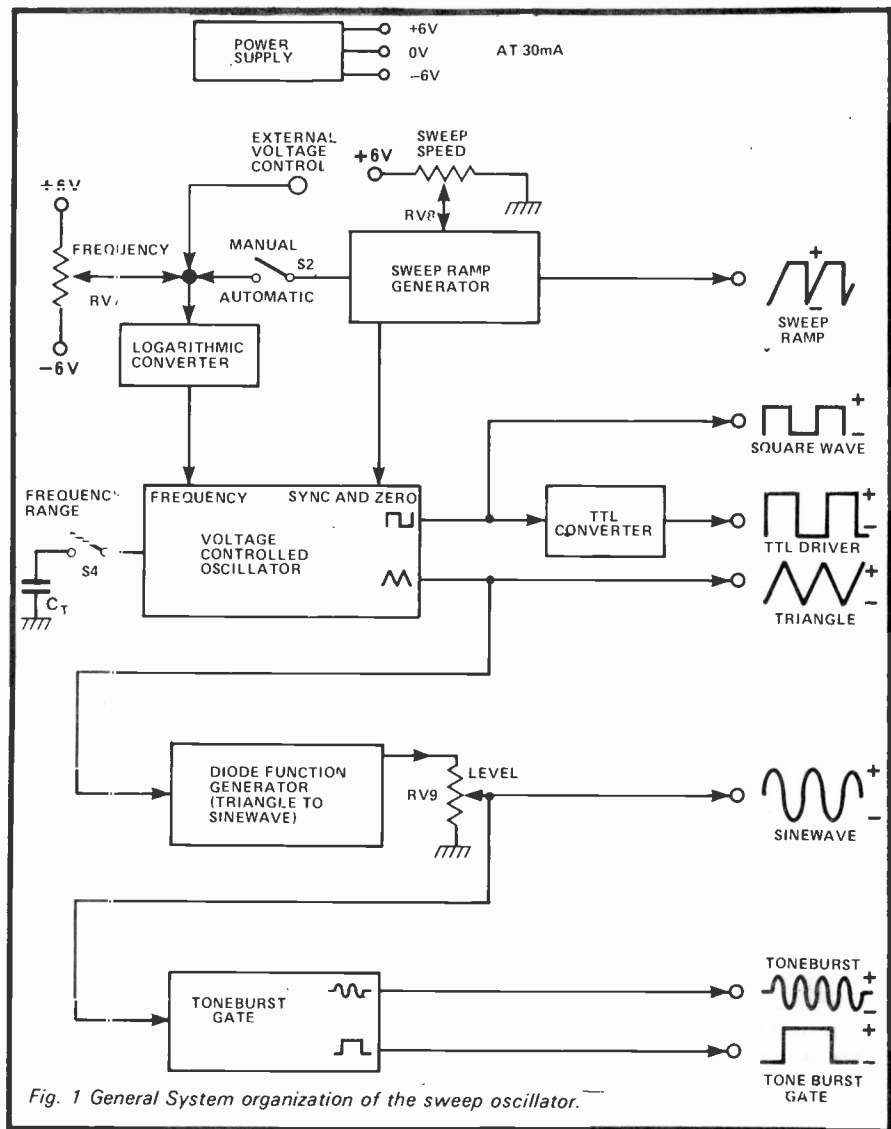 POWER
SUPPLY
+6V
0V
−6V
AT 30mA
EXTERNAL
VOLTAGE
CONTROL
SWEEP
SPEED
+6V
RV8
+6V
FREQUENCY
RV7
−6V
MANUAL
S2
AUTOMATIC
SWEEP RAMP
GENERATOR
+
−
SWEEP
RAMP
LOGARITHMIC
CONVERTER
+
−
SQUARE WAVE
FREQUENCY
RANGE
S4
CT
FREQUENCY
SYNC AND ZERO
VOLTAGE
CONTROLLED
OSCILLATOR
TTL
CONVERTER
+
−
TTL DRIVER
+
−
TRIANGLE
DIODE FUNCTION
GENERATOR
(TRIANGLE TO
SINEWAVE)
LEVEL
RV9
+
−
SINEWAVE
TONEBURST
GATE
TONEBURST
+
−
+
−
TONE BURST
GATE
Fig. 1 General System organization of the sweep oscillator.